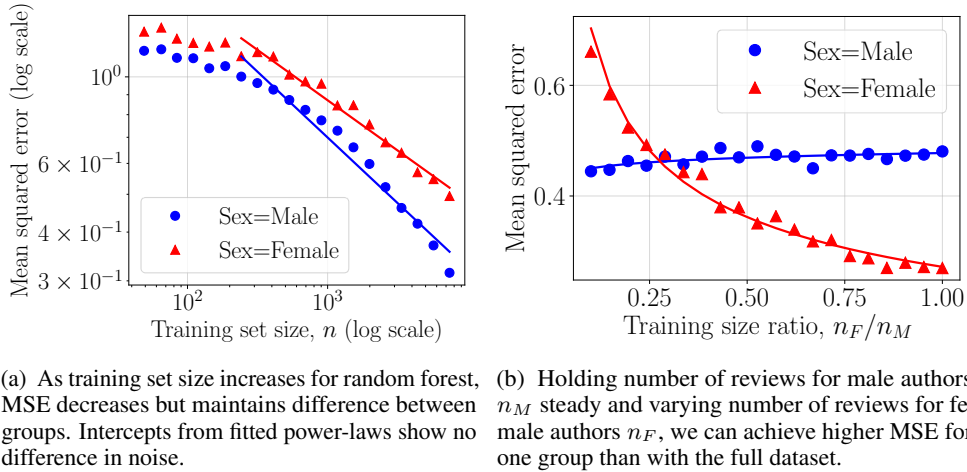 Mean squared error (log scale)
10^0
6 × 10^-1
4 × 10^-1
3 × 10^-1
Sex=Male
Sex=Female
10^2
10^3
Training set size, n (log scale)
Mean squared error
0.6
0.4
Sex=Male
Sex=Female
0.25
0.50
0.75
1.00
Training size ratio, n_F/n_M
(a) As training set size increases for random forest,
MSE decreases but maintains difference between
groups. Intercepts from fitted power-laws show no
difference in noise.
(b) Holding number of reviews for male authors
n_M steady and varying number of reviews for fe-
male authors n_F, we can achieve higher MSE for
one group than with the full dataset.